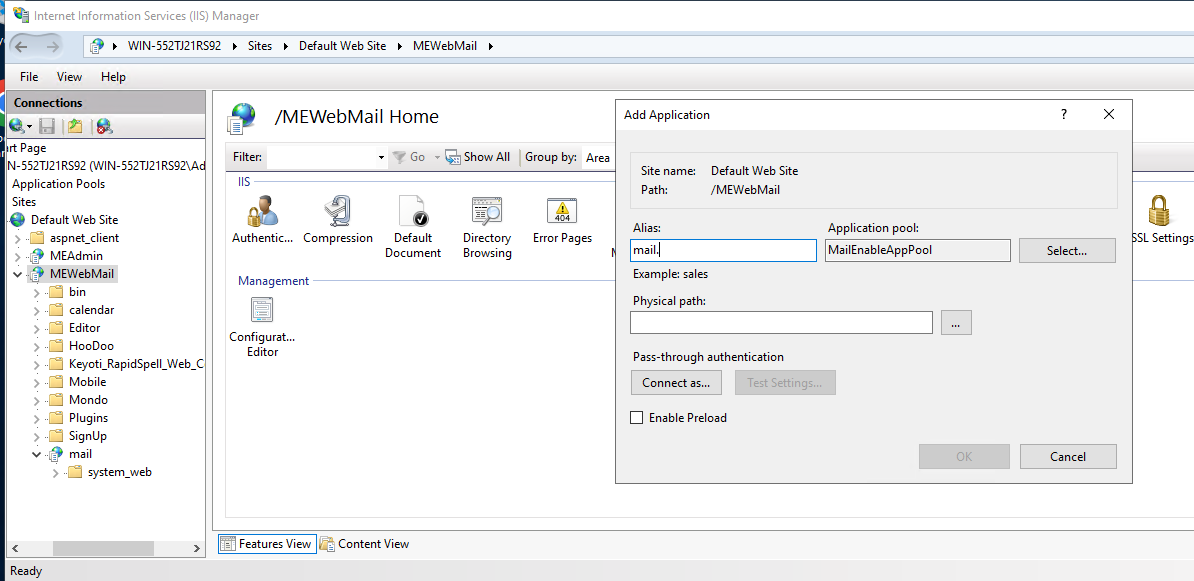 Internet Information Services (IIS) Manager
WIN-552TJ21RS92 Sites Default Web Site MEWebMail
File View Help
Connections
rt Page
N-552TJ21RS92 (WIN-552TJ21RS92\Ad
Application Pools
Sites
Default Web Site
aspnet_client
MEAdmin
MEWebMail
bin
calendar
Editor
HooDoo
Keyoti_RapidSpell_Web_C
Mobile
Mondo
Plugins
SignUp
mail
system_web
/MEWebMail Home
Filter: Go Show All Group by: Area
IIS
Authentic... Compression Default Document Directory Browsing Error Pages SSL Settings
404
Management
Configurat... Editor
Add Application
? 
Site name: Default Web Site
Path: /MEWebMail
Alias: Application pool:
mail. MailEnableAppPool Select...
Example: sales
Physical path:
...
Pass-through authentication
Connect as... Test Settings...
Enable Preload
OK Cancel
Features View Content View
Ready